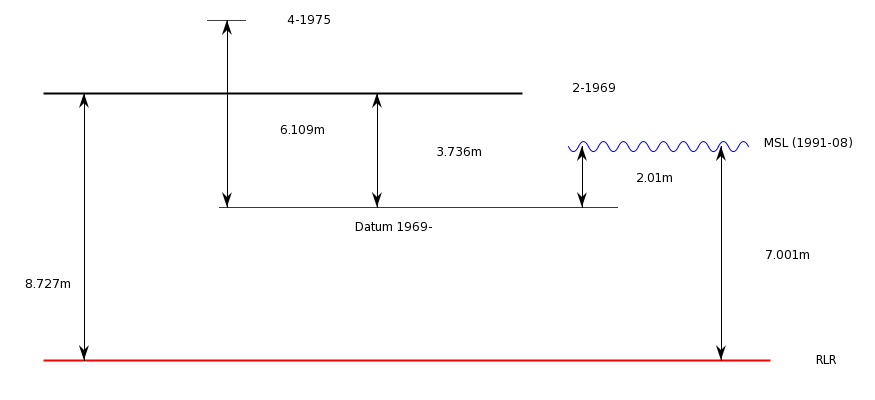 4-1975
2-1969
6.109m
MSL (1991-08)
3.736m
2.01m
Datum 1969-
7.001m
8.727m
RLR